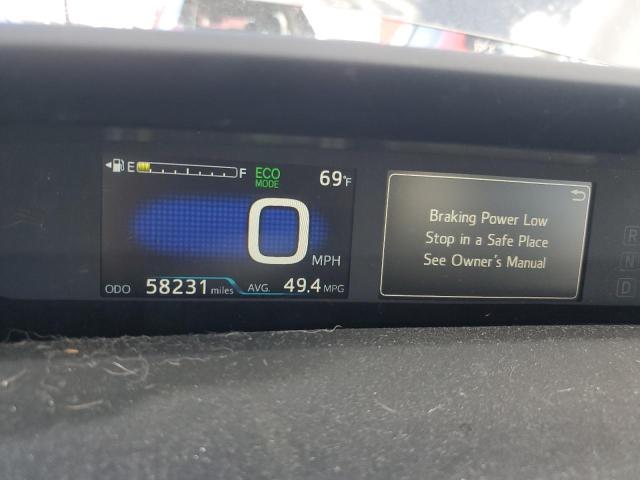 E F ECO
MODE 69°F
0
MPH
ODO 58231 miles AVG. 49.4 MPG
Braking Power Low
Stop in a Safe Place
See Owner's Manual
R
N
D